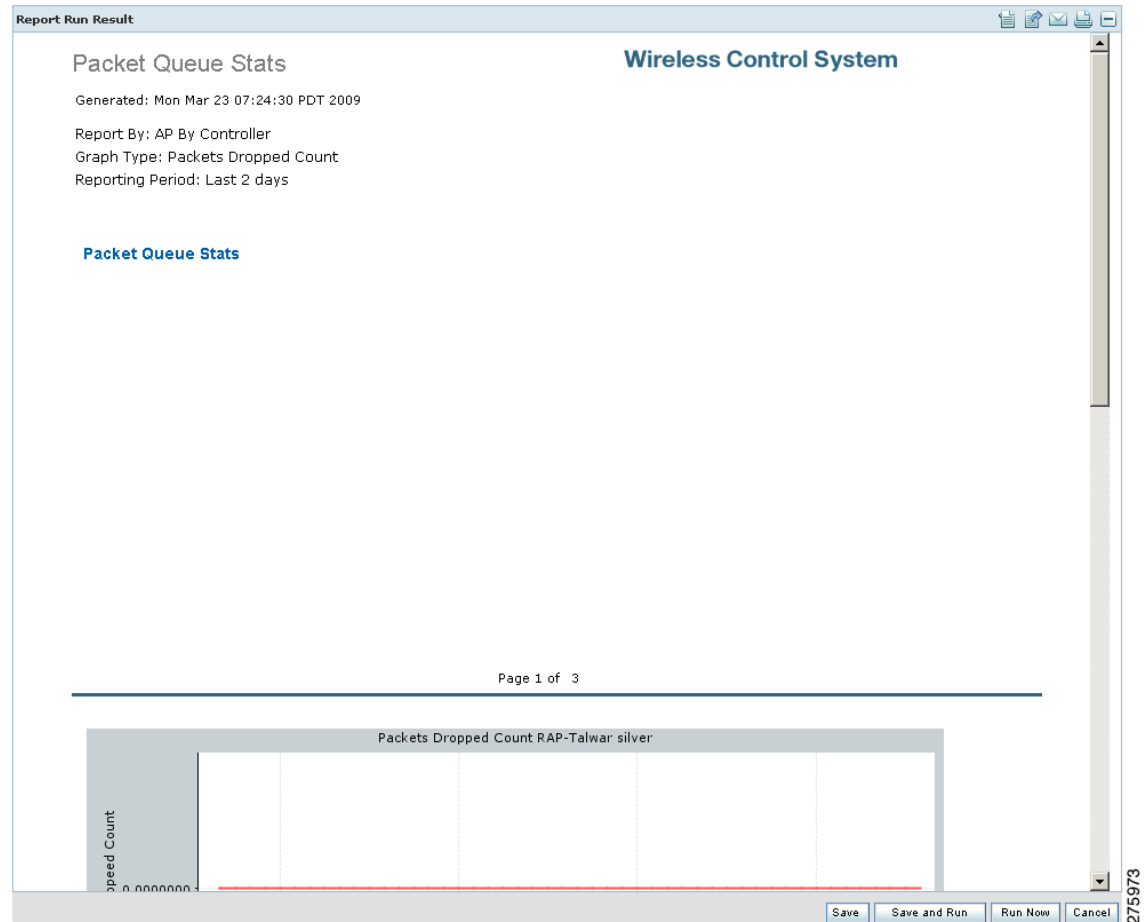 Report Run Result
Packet Queue Stats
Wireless Control System
Generated: Mon Mar 23 07:24:30 PDT 2009
Report By: AP By Controller
Graph Type: Packets Dropped Count
Reporting Period: Last 2 days
Packet Queue Stats
Page 1 of 3
Packets Dropped Count RAP-Talwar silver
Count
0.0000000
Save
Save and Run
Run Now
Cancel